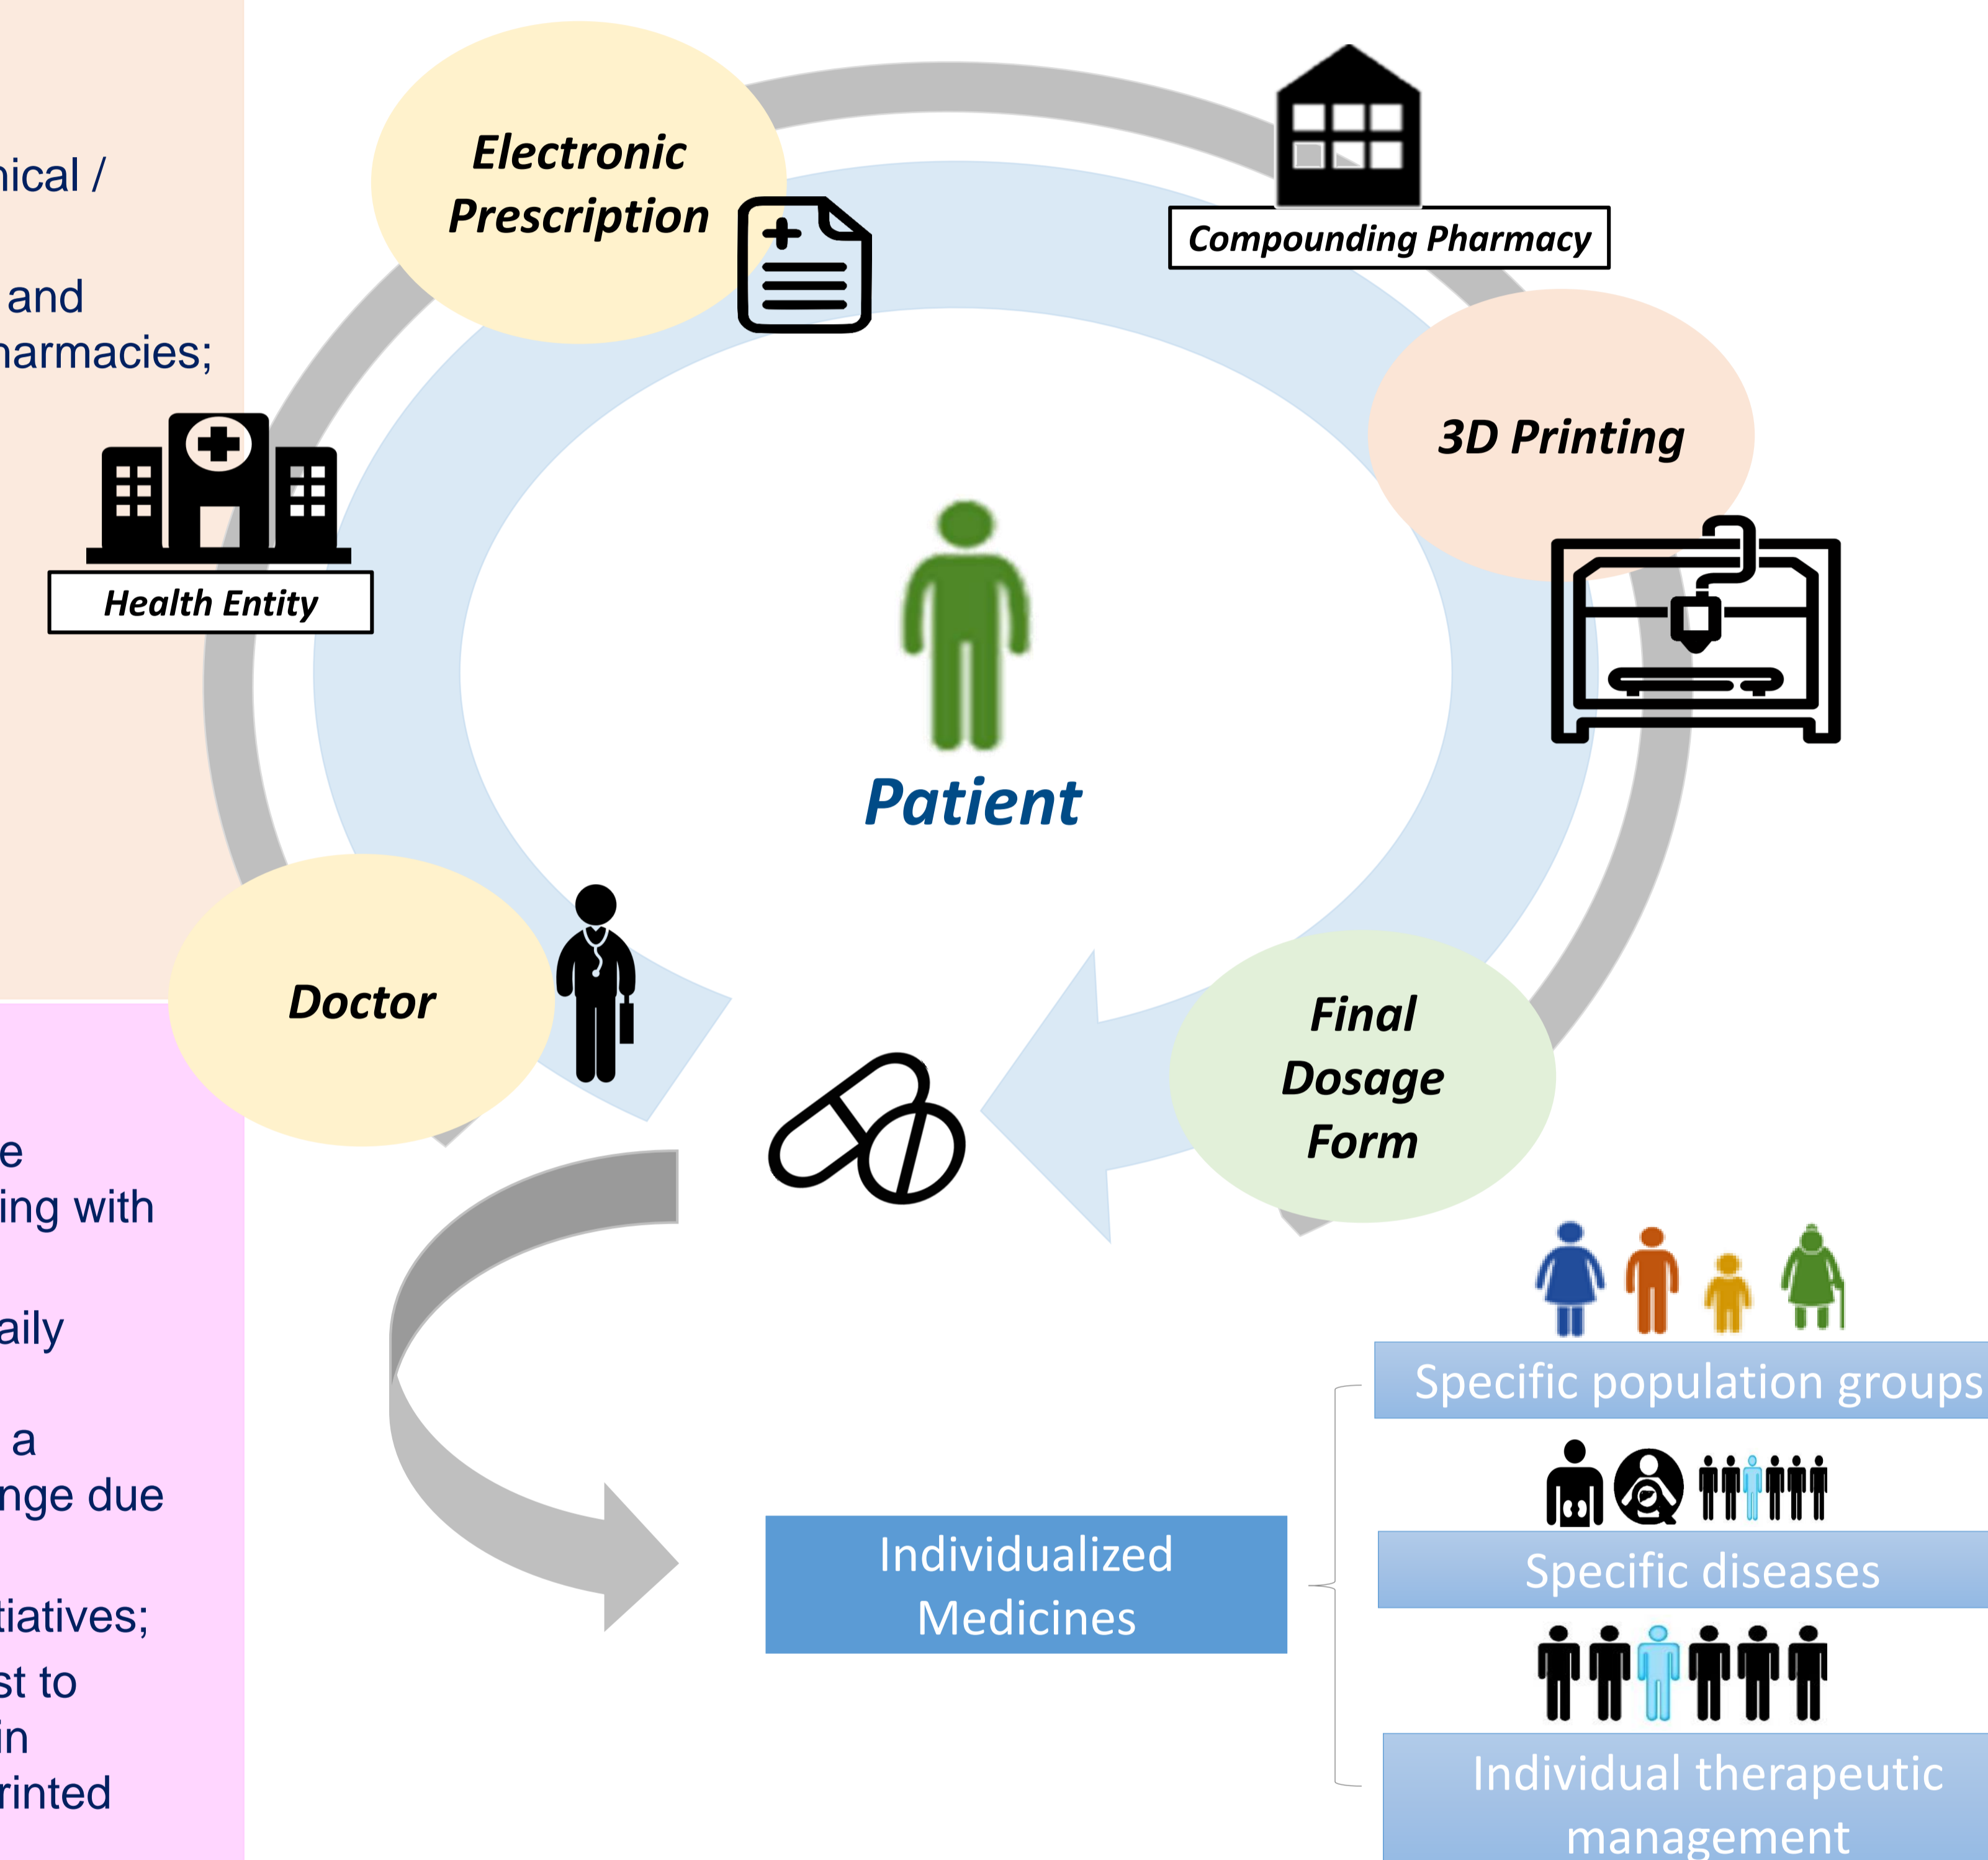 nical /
and
harmacies;
e
ing with
aily
a
nge due
tiatives;
st to
in
rinted
Electronic
Prescription
Compounding Pharmacy
3D Printing
Health Entity
Patient
Doctor
Final
Dosage
Form
Individualized
Medicines
Specific population groups
Specific diseases
Individual therapeutic
management